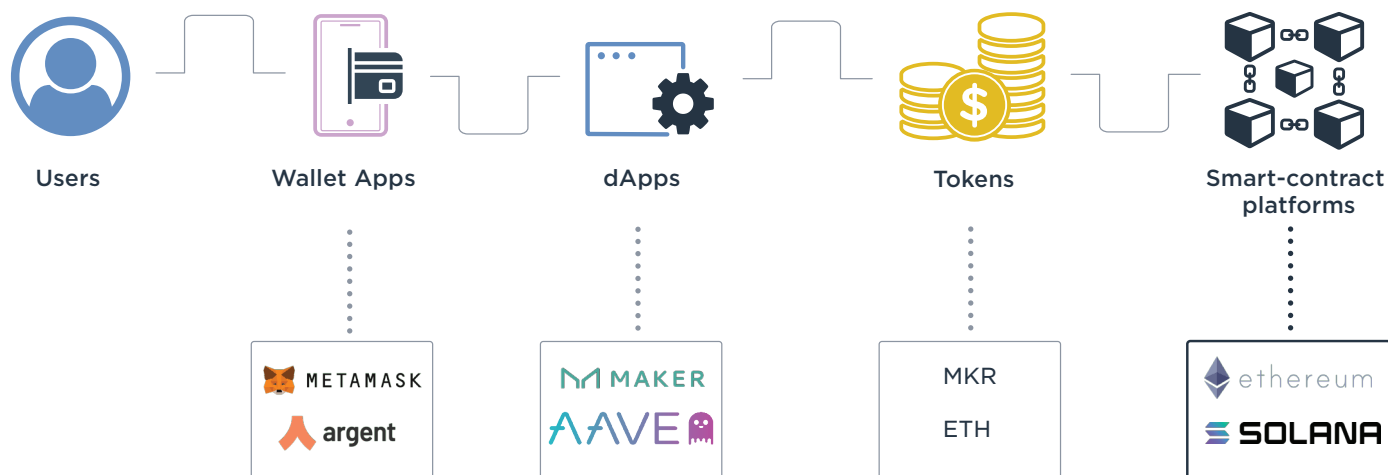 Users
Wallet Apps
dApps
Tokens
Smart-contract
platforms
METAMASK
argent
MAKER
AAVE
MKR
ETH
ethereum
SOLANA